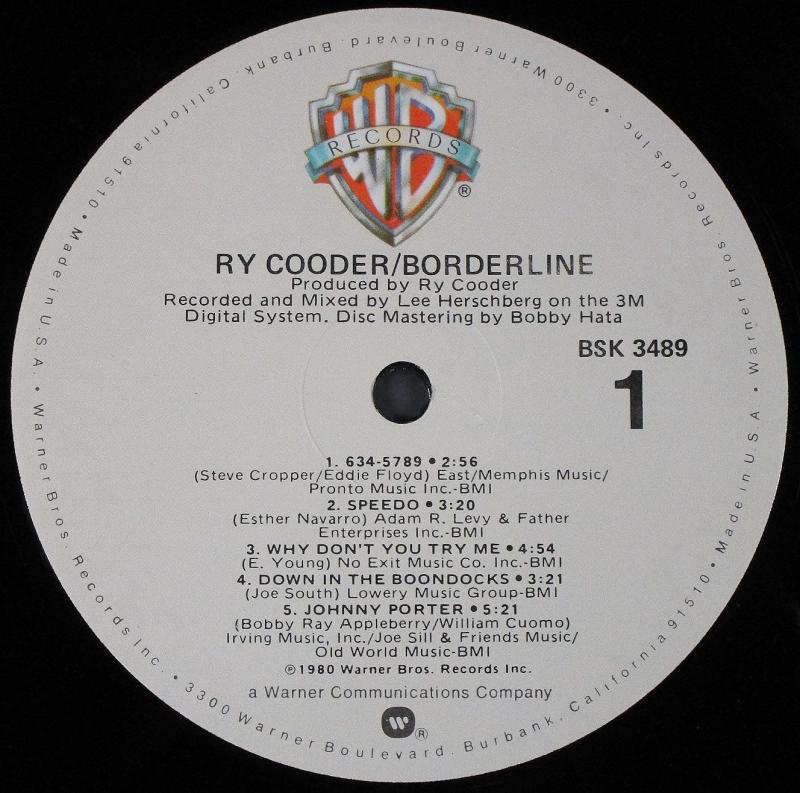 WB
RECORDS
®
RY COODER/BORDERLINE
Produced by Ry Cooder
Recorded and Mixed by Lee Herschberg on the 3M
Digital System. Disc Mastering by Bobby Hata
BSK 3489
1
1. 634-5789 • 2:56
(Steve Cropper/Eddie Floyd) East/Memphis Music/
Pronto Music Inc.-BMI
2. SPEEDO • 3:20
(Esther Navarro) Adam R. Levy & Father
Enterprises Inc.-BMI
3. WHY DON'T YOU TRY ME • 4:54
(E. Young) No Exit Music Co. Inc.-BMI
4. DOWN IN THE BOONDOCKS • 3:21
(Joe South) Lowery Music Group-BMI
5. JOHNNY PORTER • 5:21
(Bobby Ray Appleberry/William Cuomo)
Irving Music, Inc./Joe Sill & Friends Music/
Old World Music-BMI
℗1980 Warner Bros. Records Inc.
a Warner Communications Company
W ®
Warner Bros. Records Inc. • 3300 Warner Boulevard. Burbank, California 91510 • Made in U.S.A. • Warner Bros. Records Inc. • 3300 Warner Boulevard. Burbank, California 91510 • Made in U.S.A. •